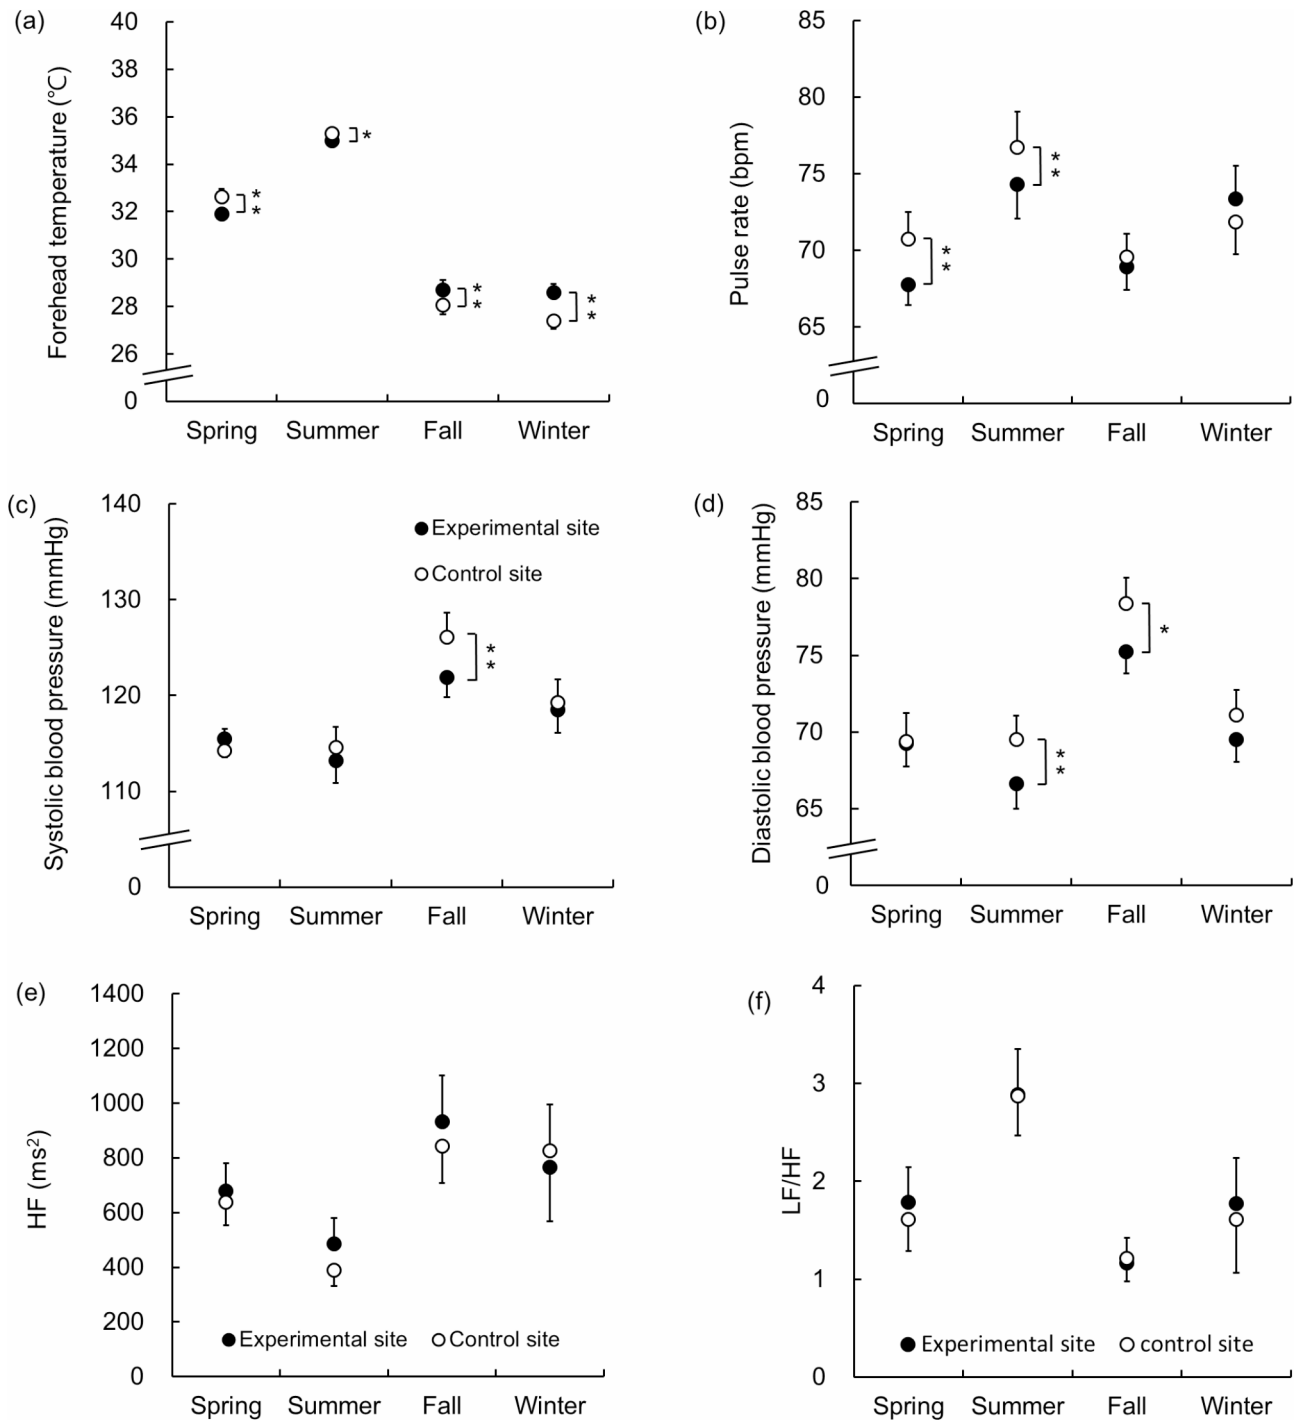 (a)
Forehead temperature (℃)
40
38
36
34
32
30
28
26
0
* *
*
* *
* *
Spring Summer Fall Winter
(b)
Pulse rate (bpm)
85
80
75
70
65
0
* *
* *
Spring Summer Fall Winter
(c)
Systolic blood pressure (mmHg)
140
130
120
110
0
Experimental site
Control site
* *
Spring Summer Fall Winter
(d)
Diastolic blood pressure (mmHg)
85
80
75
70
65
0
* *
*
Spring Summer Fall Winter
(e)
HF (ms²)
1400
1200
1000
800
600
400
200
0
Experimental site Control site
Spring Summer Fall Winter
(f)
LF/HF
4
3
2
1
0
Experimental site control site
Spring Summer Fall Winter